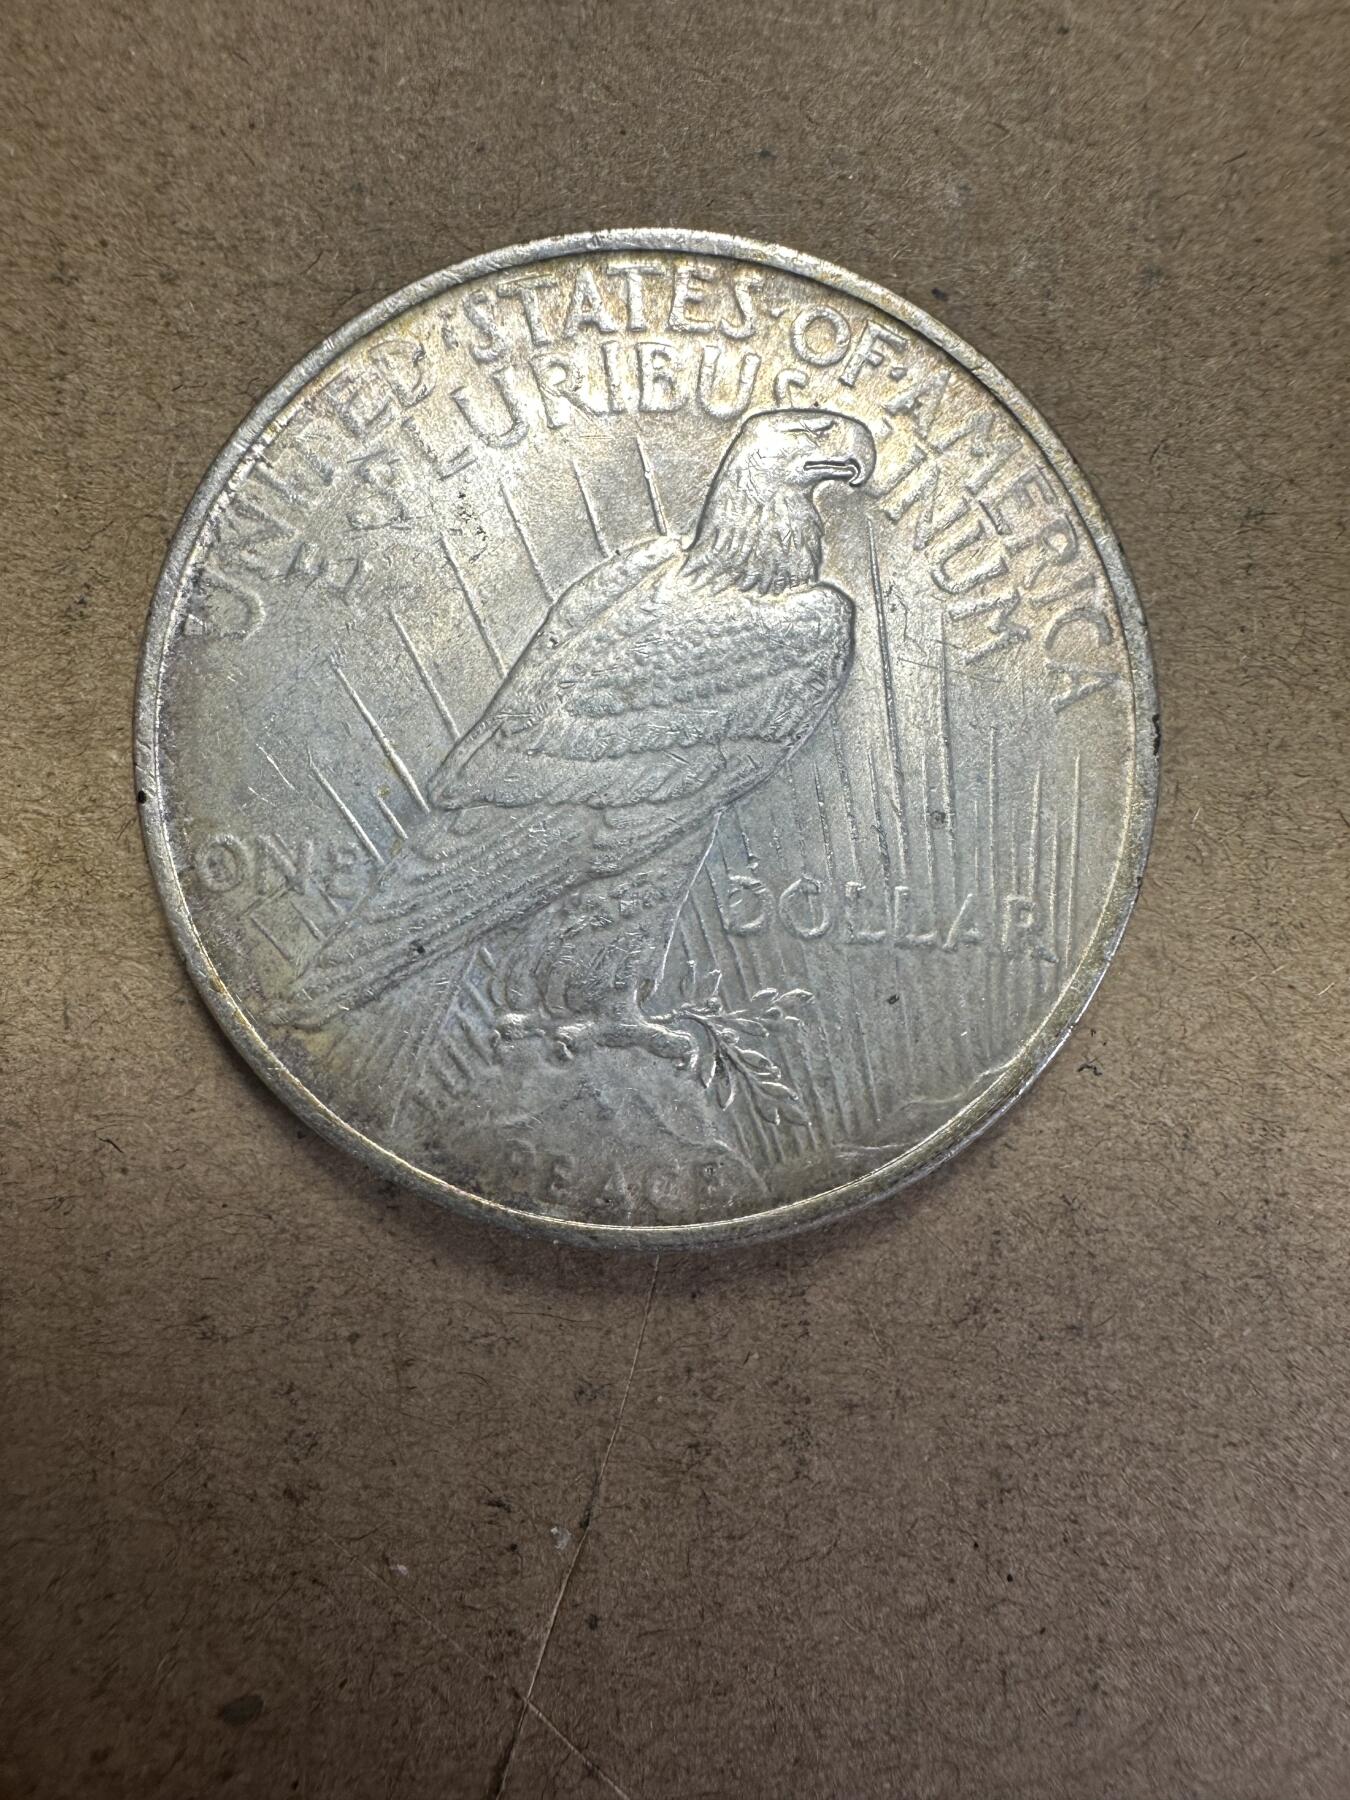 UNITED·STATES·OF·AMERICA
E·PLURIBUS UNUM
ONE DOLLAR
PEACE